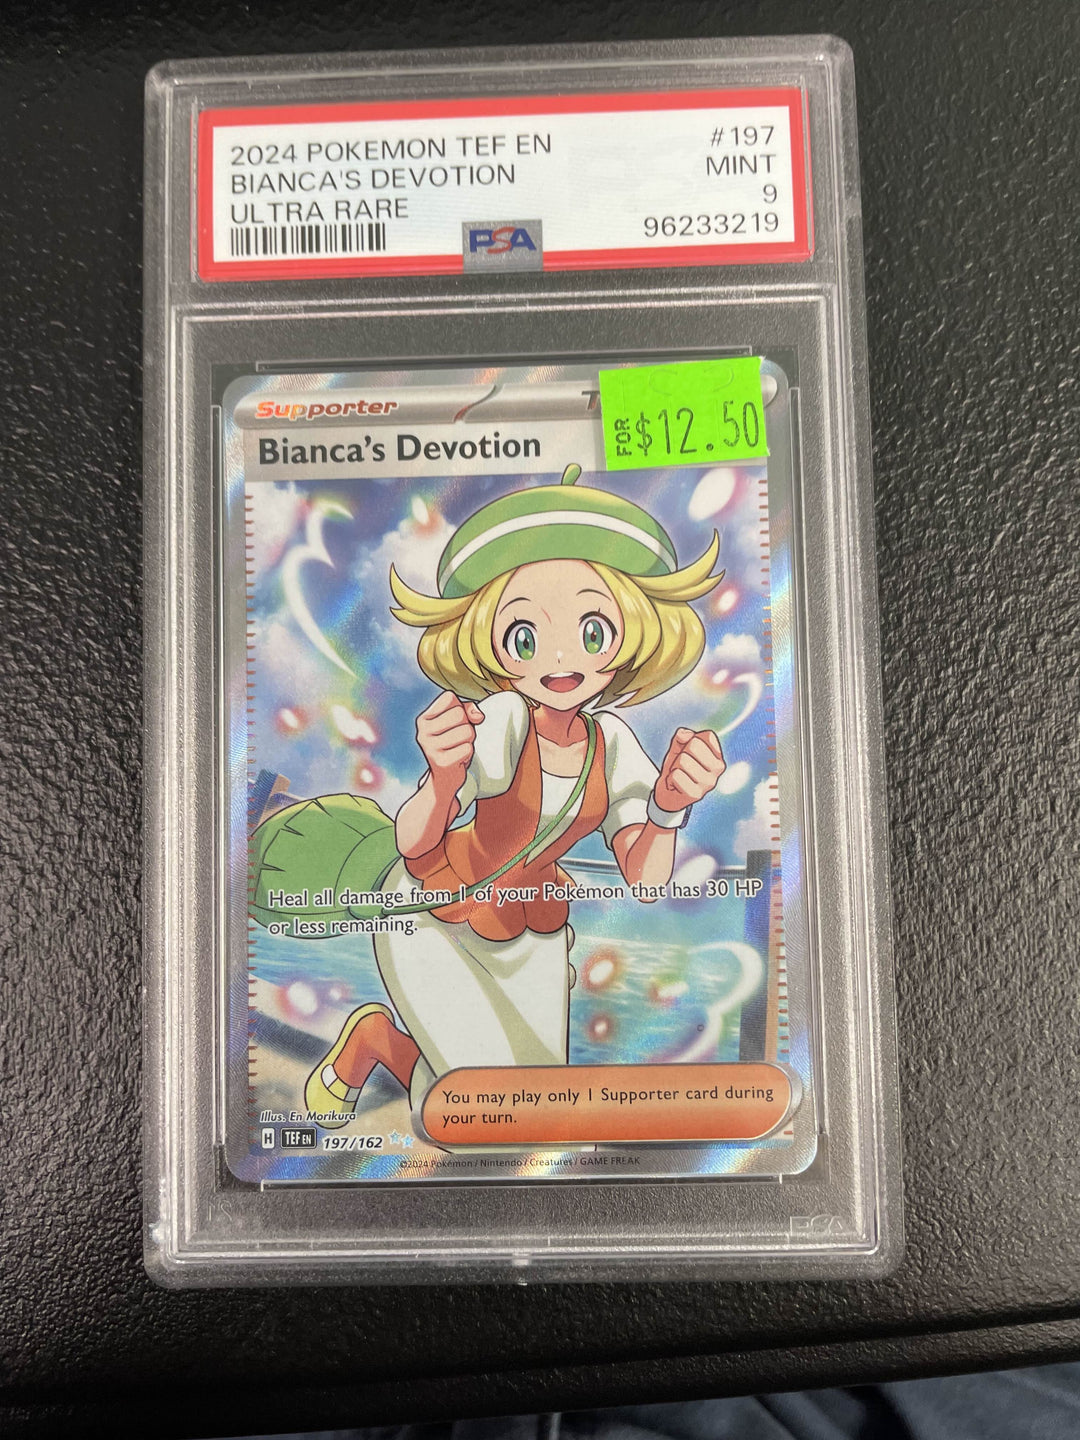 2024 POKEMON TEF EN
BIANCA'S DEVOTION
ULTRA RARE
#197
MINT
9
96233219
PSA
Supporter
FOR $12.50
Bianca's Devotion
Heal all damage from 1 of your Pokémon that has 30 HP
or less remaining.
You may play only 1 Supporter card during
your turn.
Illus. En Morikura
H TEF EN 197/162
©2024 Pokémon / Nintendo / Creatures / GAME FREAK
PSA